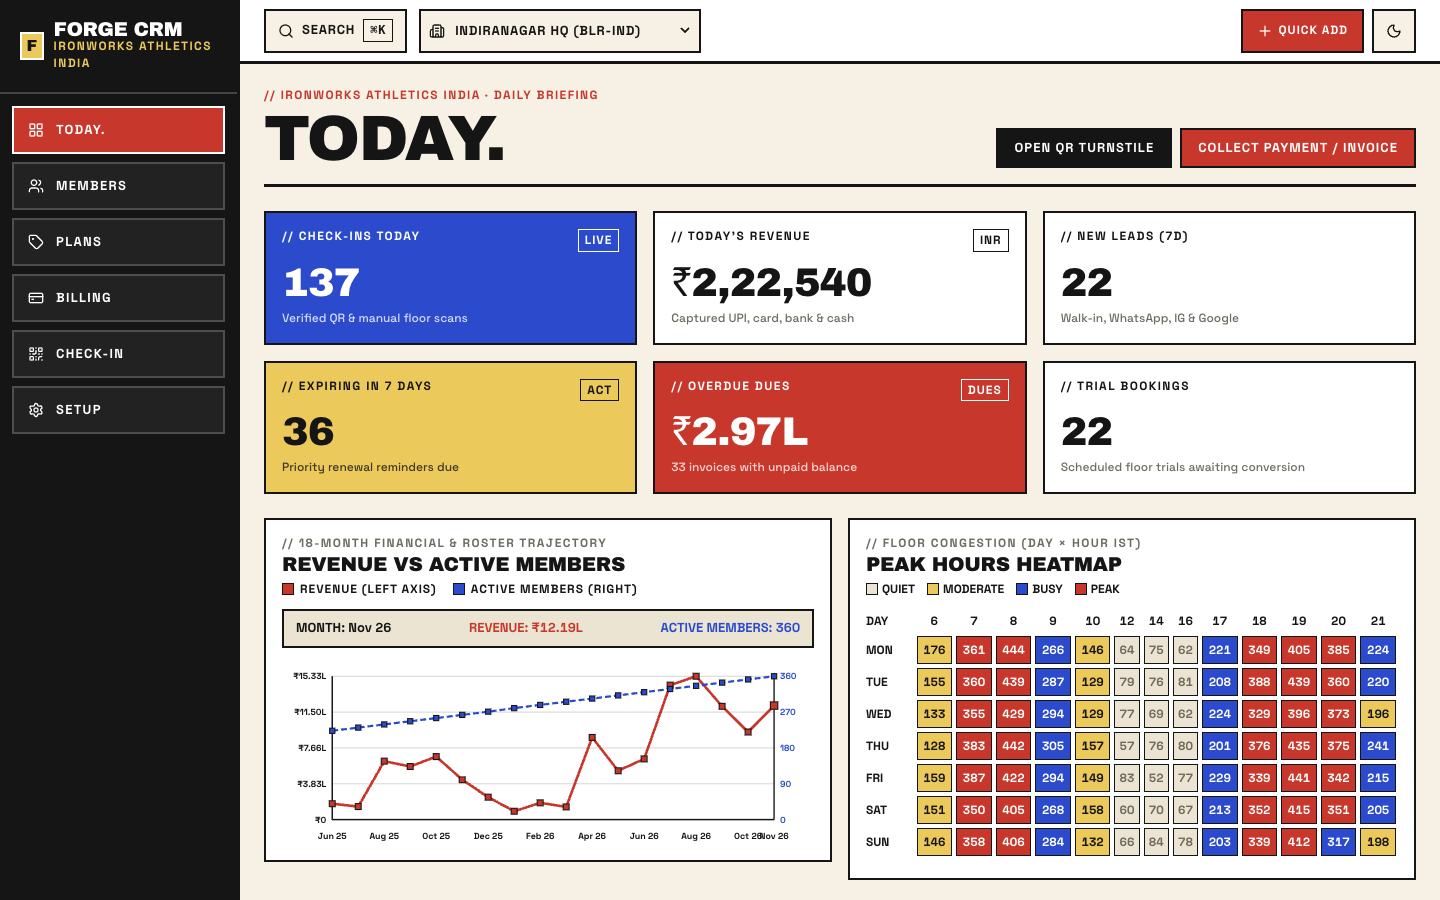 F
FORGE CRM
IRONWORKS ATHLETICS
INDIA
TODAY.
MEMBERS
PLANS
BILLING
CHECK-IN
SETUP
SEARCH ⌘K
INDIRANAGAR HQ (BLR-IND)
QUICK ADD
// IRONWORKS ATHLETICS INDIA · DAILY BRIEFING
TODAY.
OPEN QR TURNSTILE
COLLECT PAYMENT / INVOICE
// CHECK-INS TODAY
LIVE
137
Verified QR & manual floor scans
// TODAY'S REVENUE
INR
₹2,22,540
Captured UPI, card, bank & cash
// NEW LEADS (7D)
22
Walk-in, WhatsApp, IG & Google
// EXPIRING IN 7 DAYS
ACT
36
Priority renewal reminders due
// OVERDUE DUES
DUES
₹2.97L
33 invoices with unpaid balance
// TRIAL BOOKINGS
22
Scheduled floor trials awaiting conversion
// 18-MONTH FINANCIAL & ROSTER TRAJECTORY
REVENUE VS ACTIVE MEMBERS
REVENUE (LEFT AXIS) ACTIVE MEMBERS (RIGHT)
MONTH: Nov 26 REVENUE: ₹12.19L ACTIVE MEMBERS: 360
₹15.33L 360
₹11.50L 270
₹7.66L 180
₹3.83L 90
₹0 0
Jun 25 Aug 25 Oct 25 Dec 25 Feb 26 Apr 26 Jun 26 Aug 26 Oct 26 Nov 26
// FLOOR CONGESTION (DAY × HOUR IST)
PEAK HOURS HEATMAP
QUIET MODERATE BUSY PEAK
DAY 6 7 8 9 10 12 14 16 17 18 19 20 21
MON 176 361 444 266 146 64 75 62 221 349 405 385 224
TUE 155 360 439 287 129 79 76 81 208 388 439 360 220
WED 133 355 429 294 129 77 69 62 224 329 396 373 196
THU 128 383 442 305 157 57 76 80 201 376 435 375 241
FRI 159 387 422 294 149 83 52 77 229 339 441 342 215
SAT 151 350 405 268 158 60 70 67 213 352 415 351 205
SUN 146 358 406 284 132 66 84 78 203 339 412 317 198